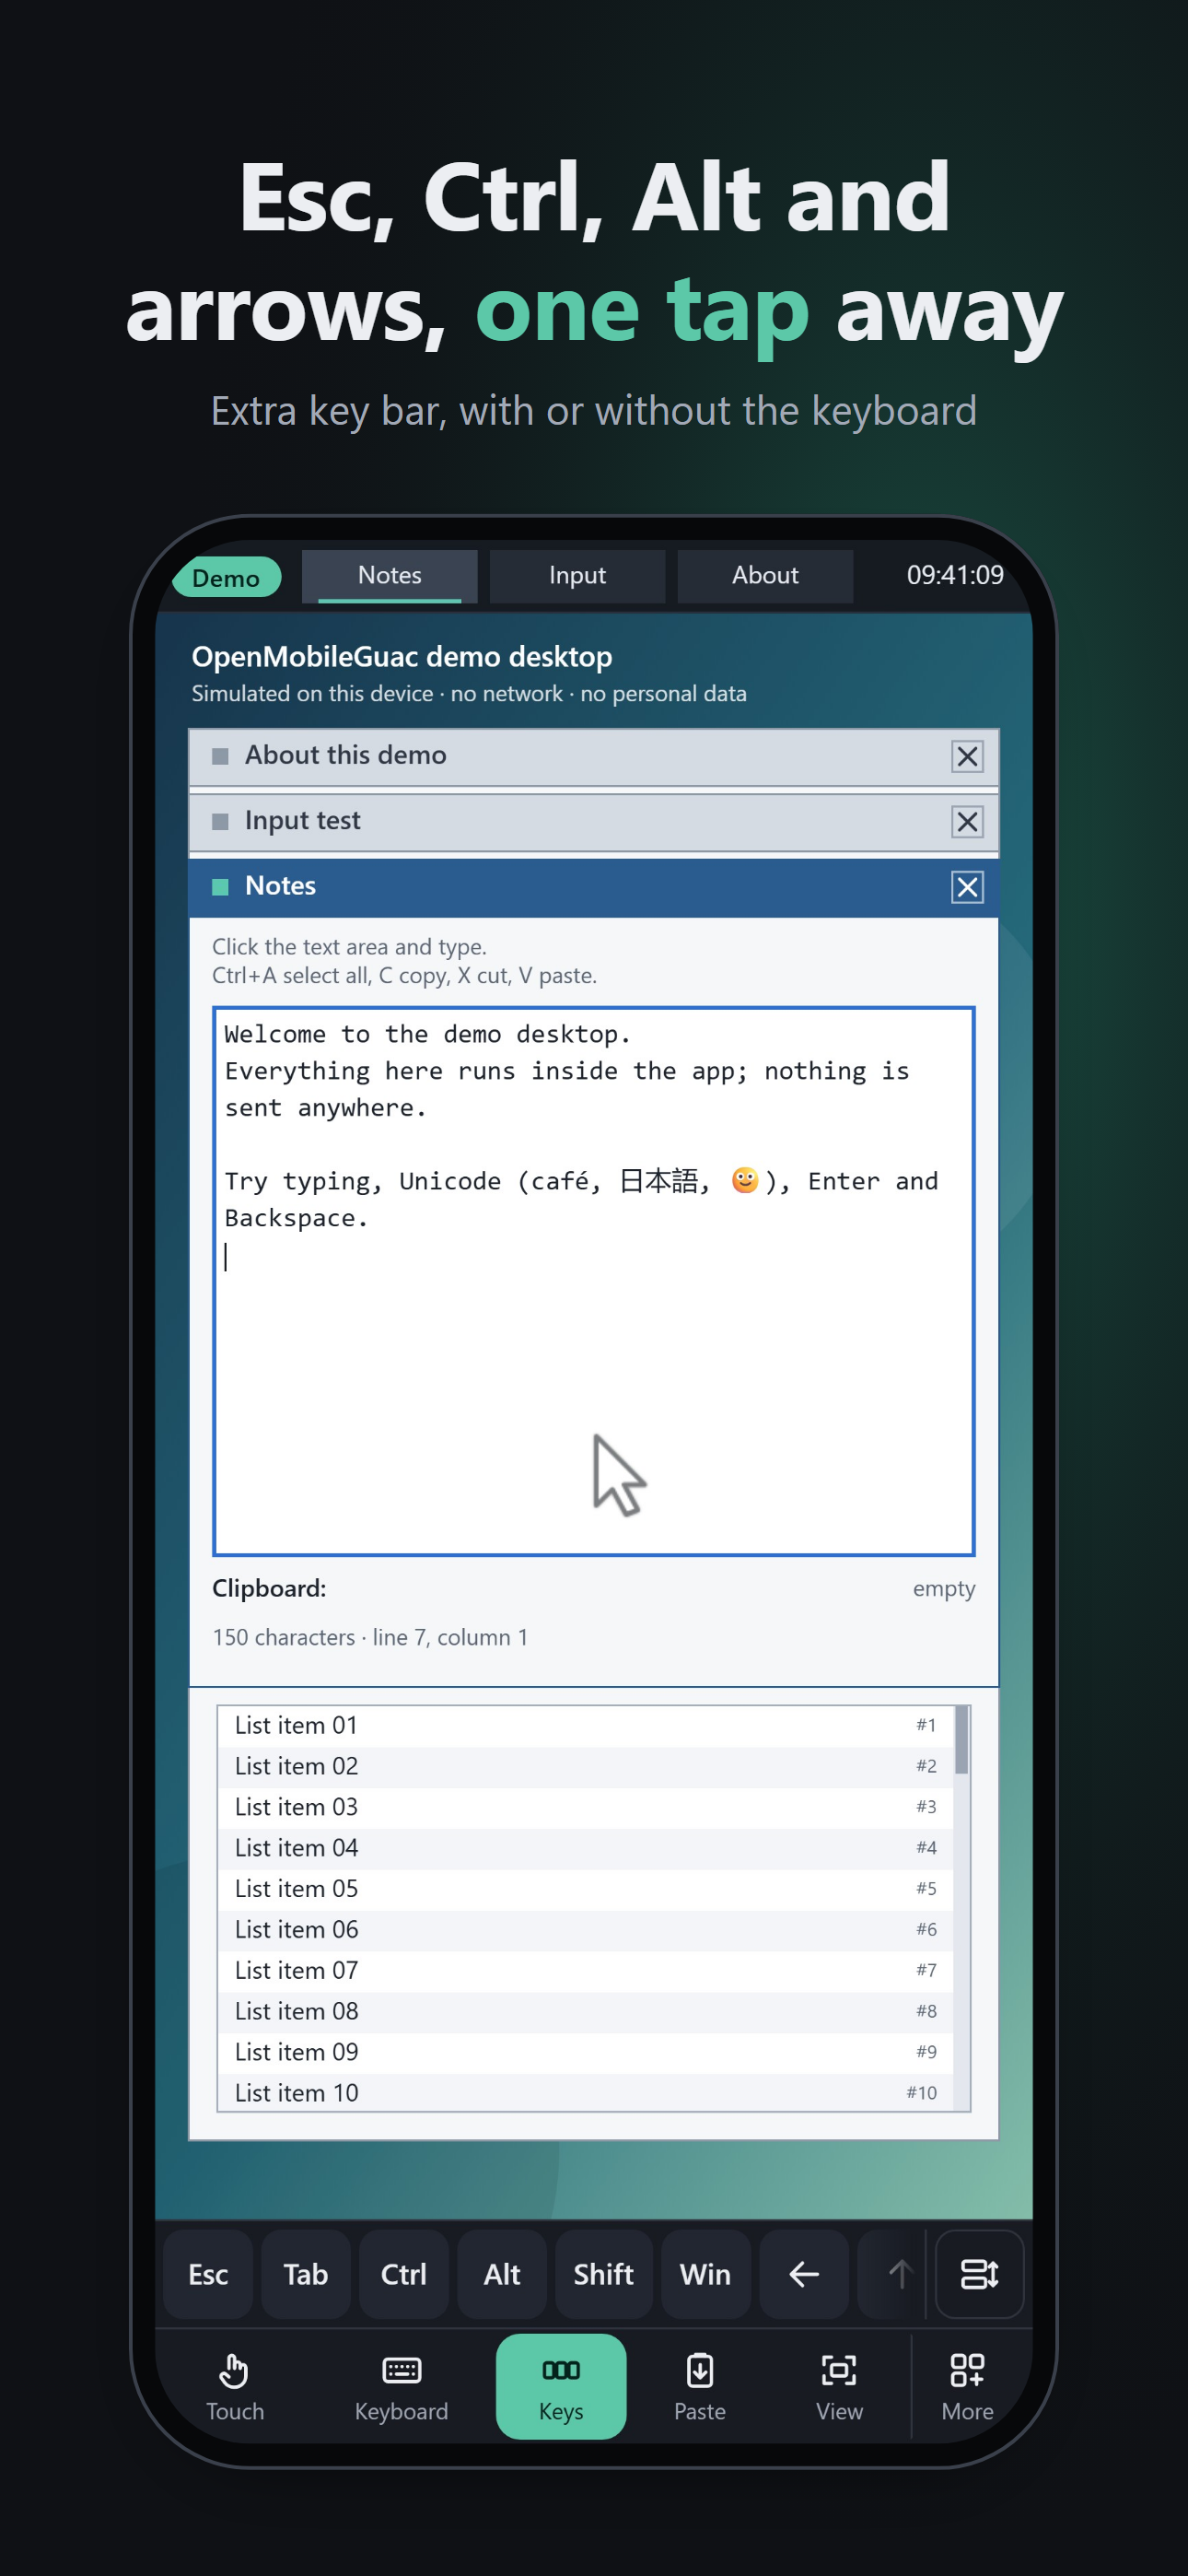 Esc, Ctrl, Alt and
arrows, one tap away
Extra key bar, with or without the keyboard
Demo
Notes
Input
About
09:41:09
OpenMobileGuac demo desktop
Simulated on this device · no network · no personal data
About this demo
Input test
Notes
Click the text area and type.
Ctrl+A select all, C copy, X cut, V paste.
Welcome to the demo desktop.
Everything here runs inside the app; nothing is
sent anywhere.
Try typing, Unicode (café, 日本語, 🙂), Enter and
Backspace.
Clipboard: empty
150 characters · line 7, column 1
List item 01 #1
List item 02 #2
List item 03 #3
List item 04 #4
List item 05 #5
List item 06 #6
List item 07 #7
List item 08 #8
List item 09 #9
List item 10 #10
Esc Tab Ctrl Alt Shift Win ← ↑
Touch Keyboard Keys Paste View More